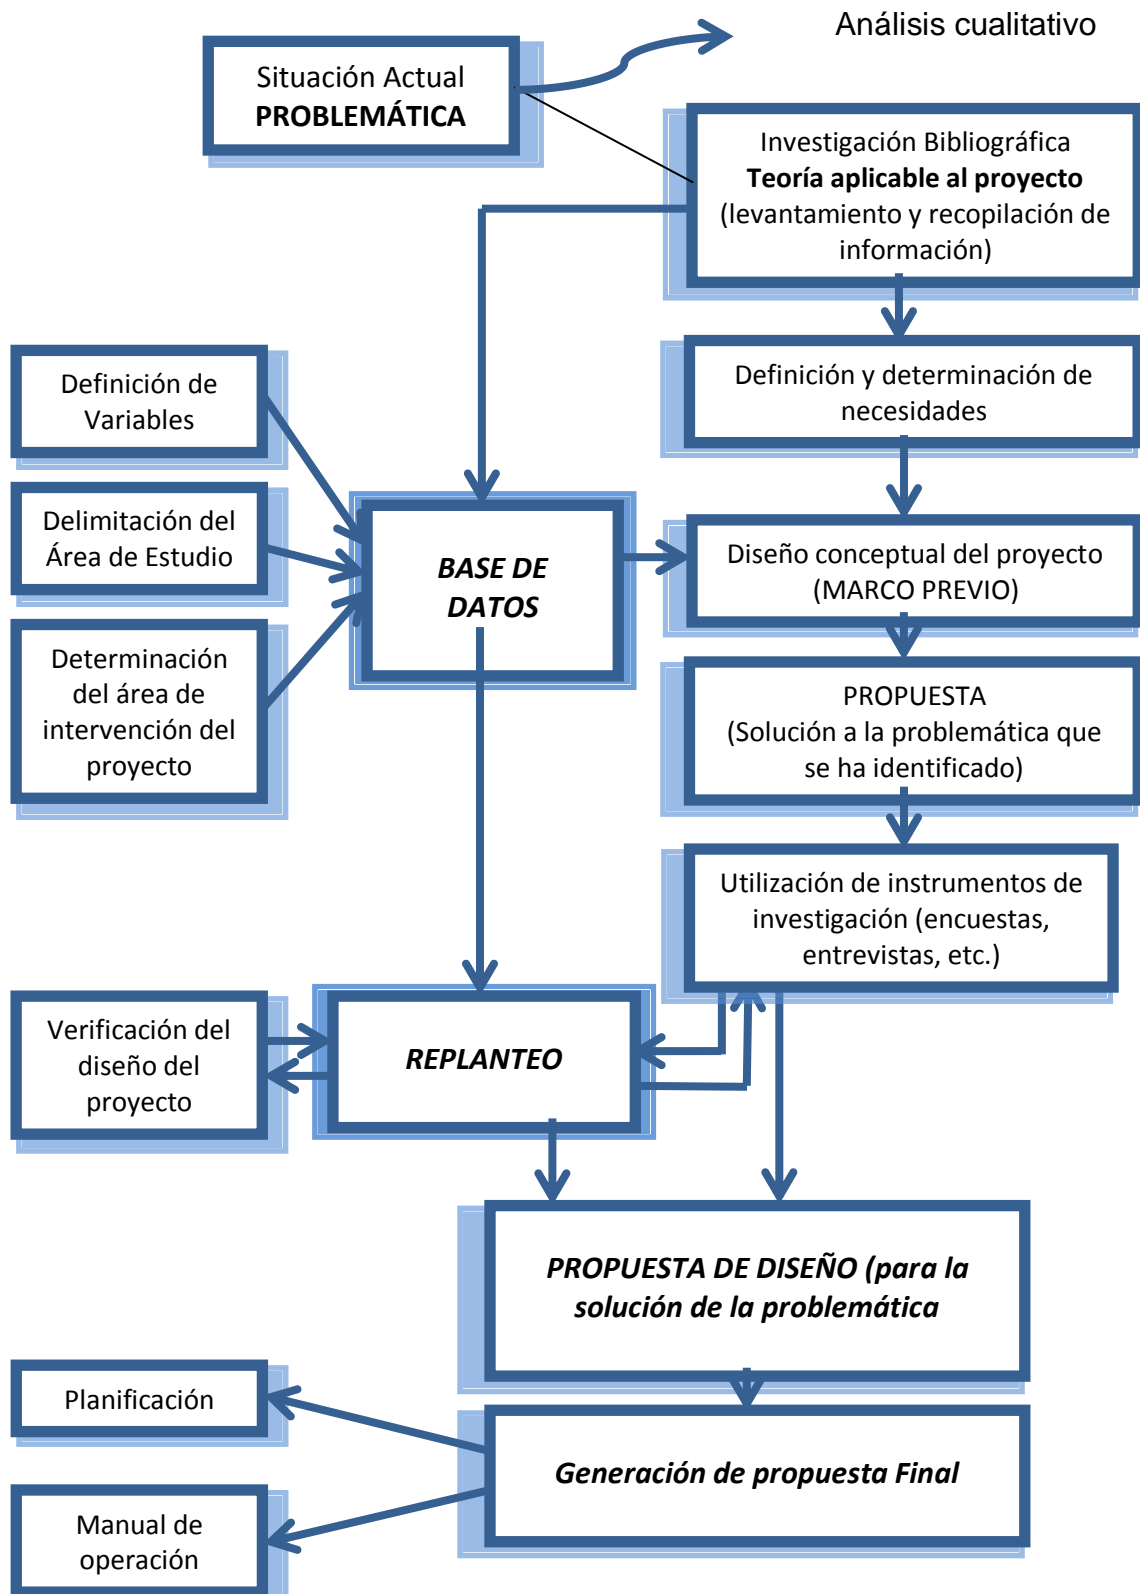 Análisis cualitativo
Situación Actual
PROBLEMÁTICA
Investigación Bibliográfica
Teoría aplicable al proyecto
(levantamiento y recopilación de
información)
Definición de
Variables
Definición y determinación de
necesidades
Delimitación del
Área de Estudio
BASE DE
DATOS
Diseño conceptual del proyecto
(MARCO PREVIO)
Determinación
del área de
intervención del
proyecto
PROPUESTA
(Solución a la problemática que
se ha identificado)
Utilización de instrumentos de
investigación (encuestas,
entrevistas, etc.)
Verificación del
diseño del
proyecto
REPLANTEO
PROPUESTA DE DISEÑO (para la
solución de la problemática
Planificación
Generación de propuesta Final
Manual de
operación